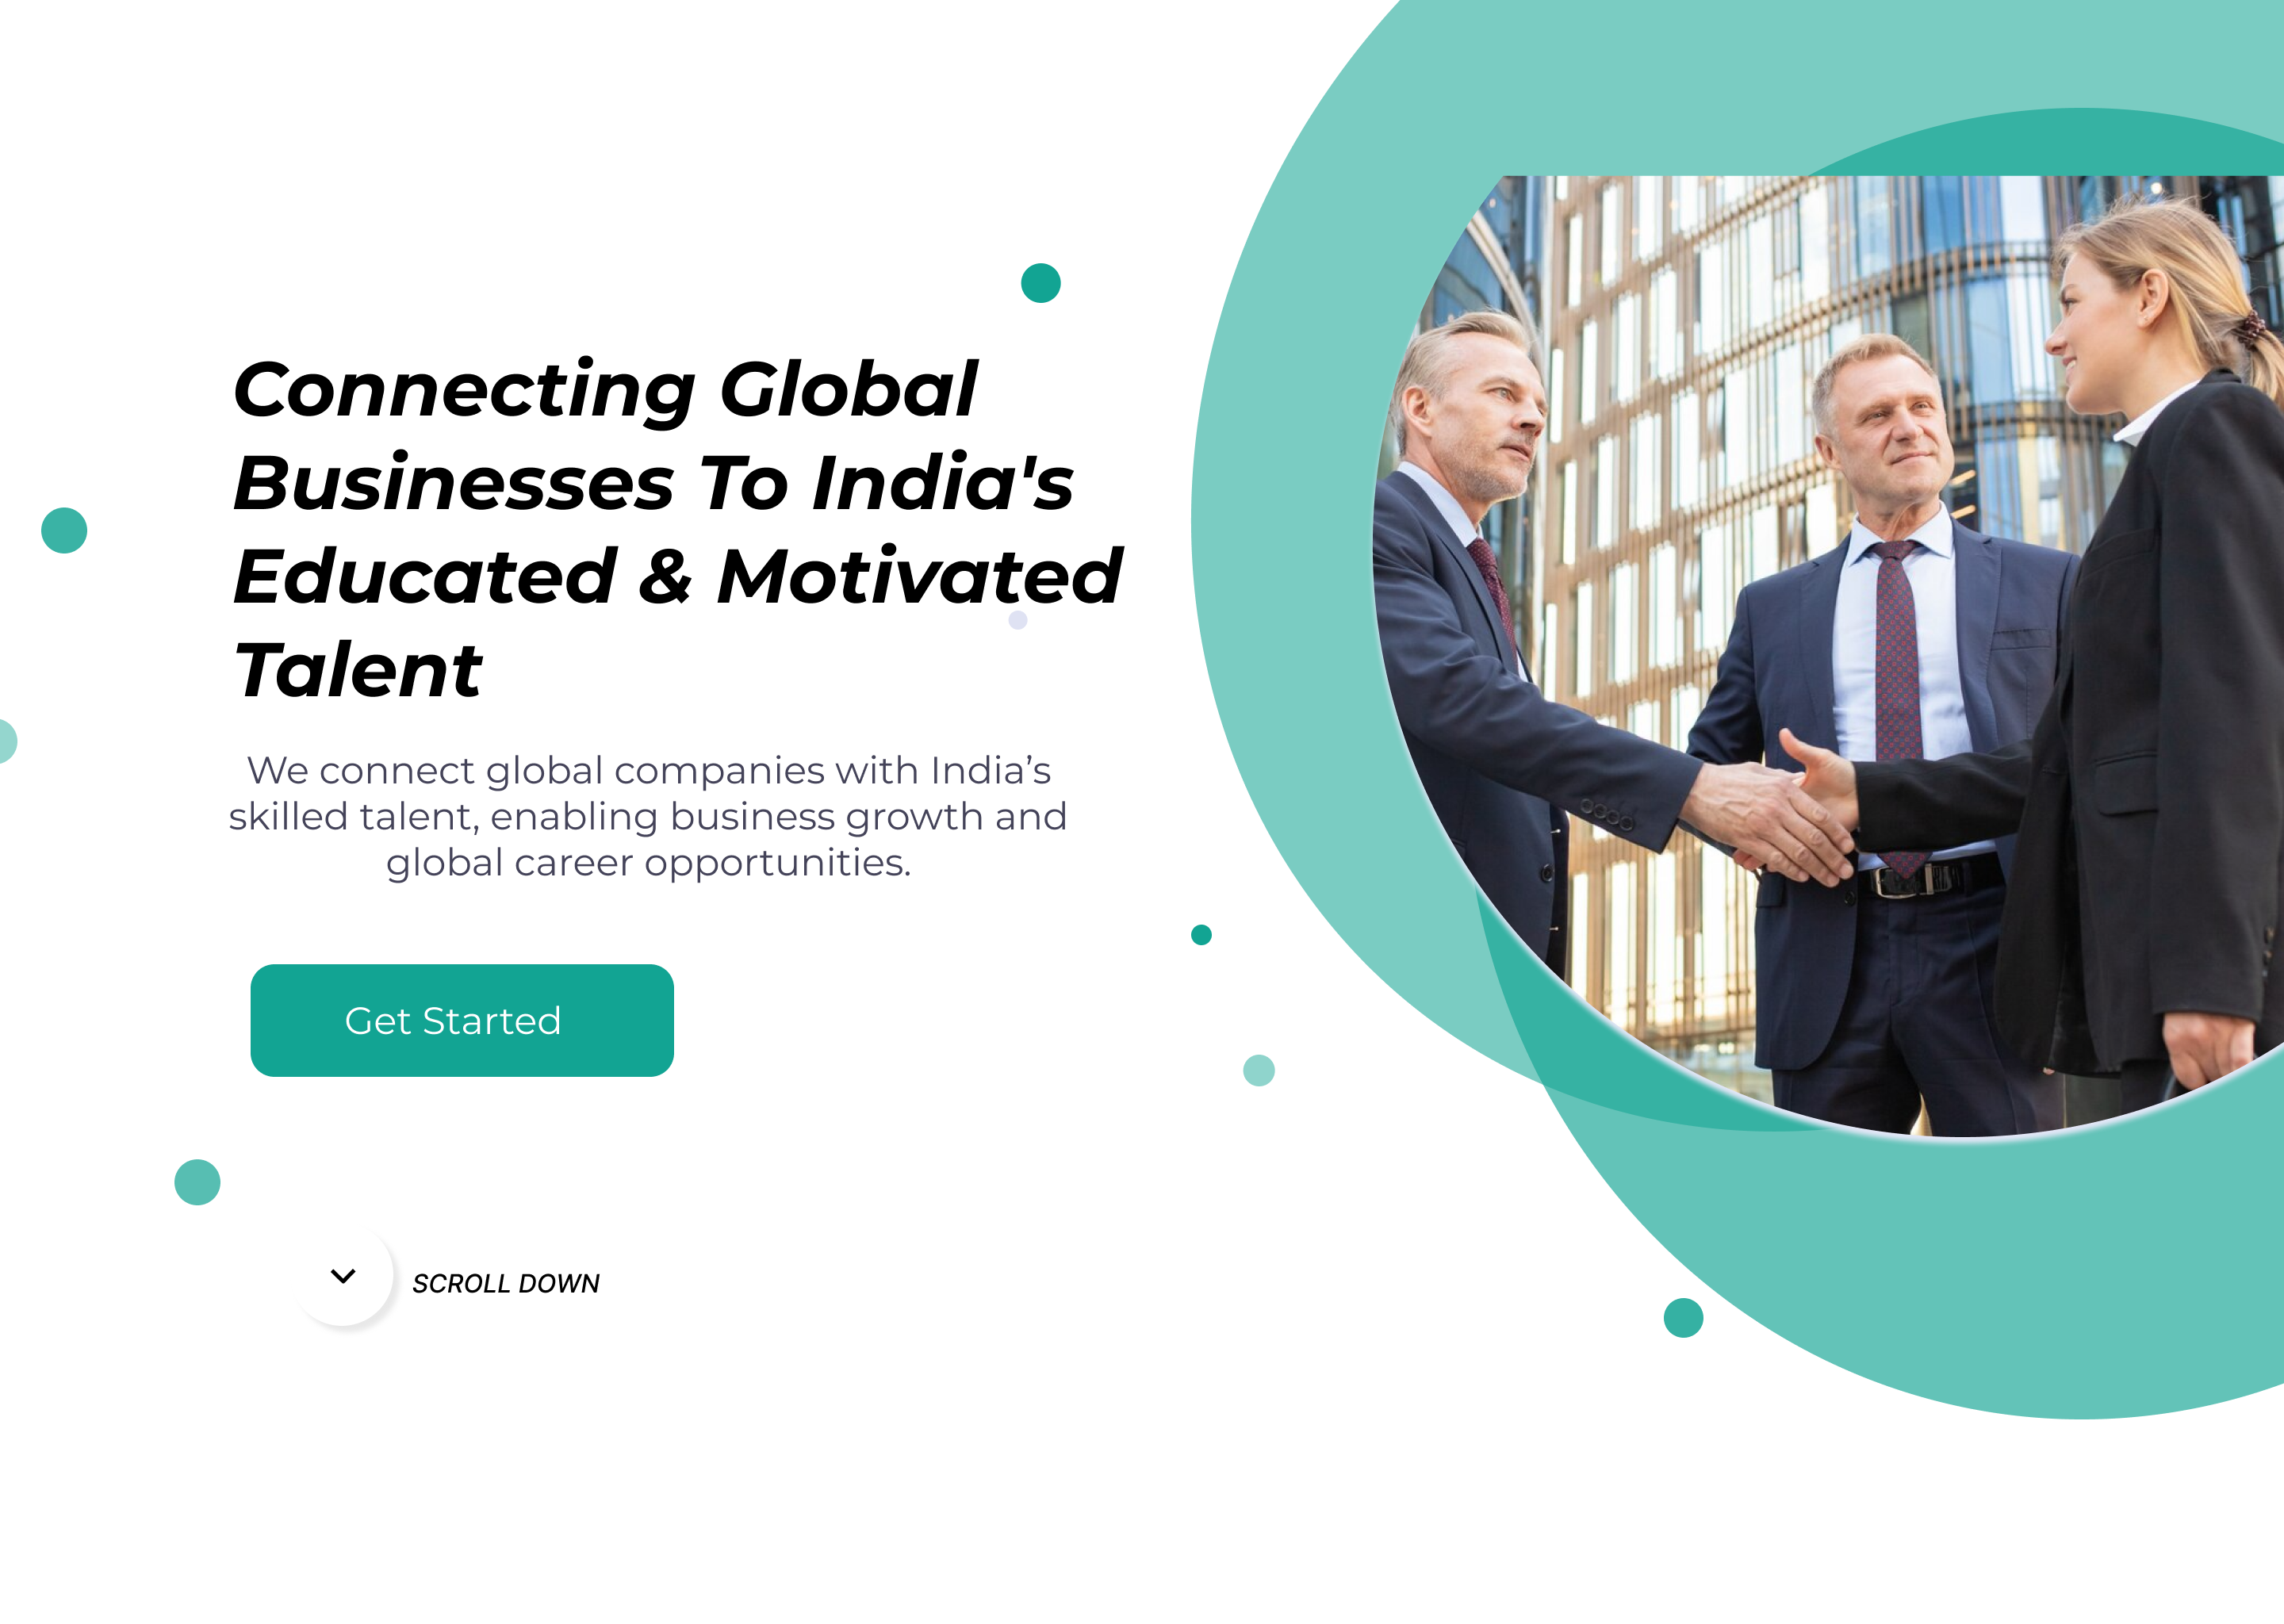 Connecting Global
Businesses To India's
Educated & Motivated
Talent
We connect global companies with India’s
skilled talent, enabling business growth and
global career opportunities.
Get Started
SCROLL DOWN